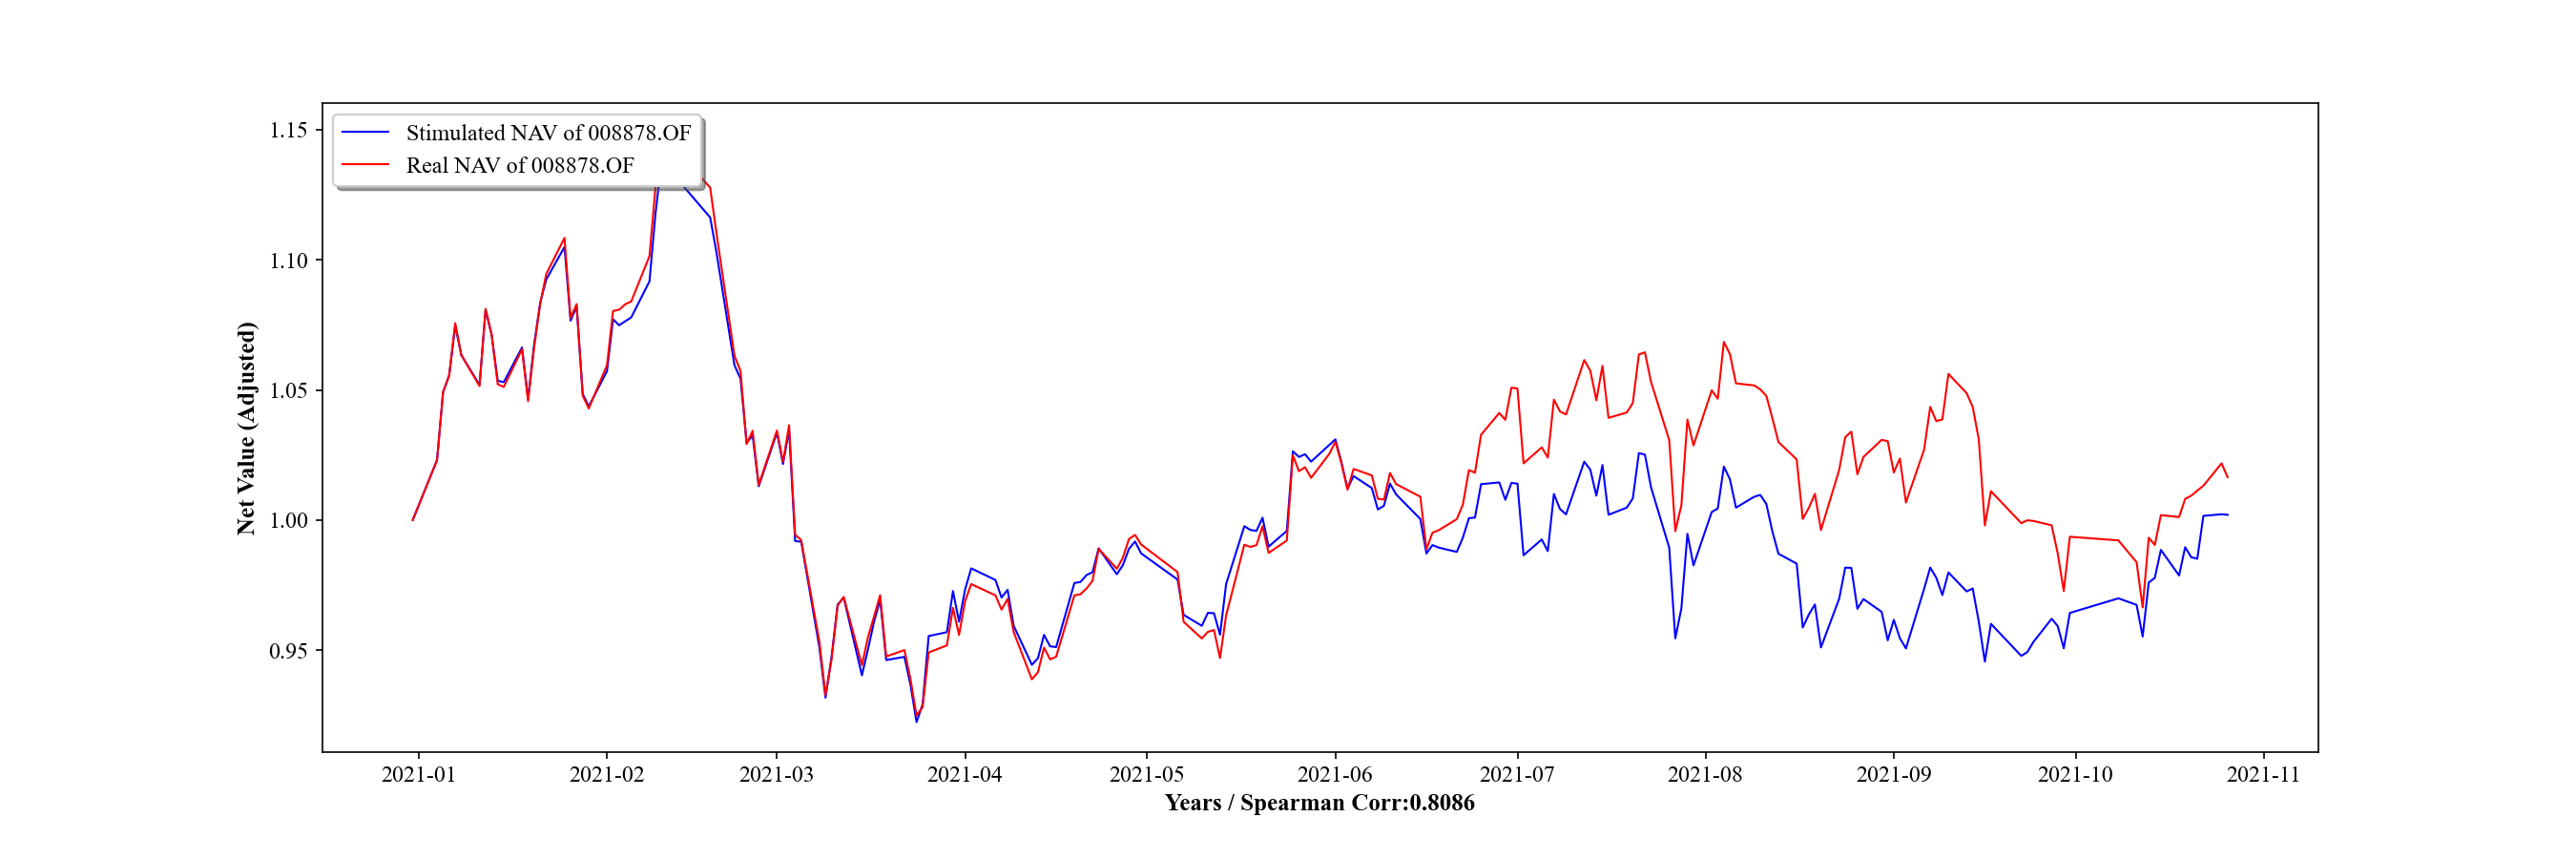 Stimulated NAV of 008878.OF
Real NAV of 008878.OF
Net Value (Adjusted)
1.15
1.10
1.05
1.00
0.95
2021-01 2021-02 2021-03 2021-04 2021-05 2021-06 2021-07 2021-08 2021-09 2021-10 2021-11
Years / Spearman Corr:0.8086